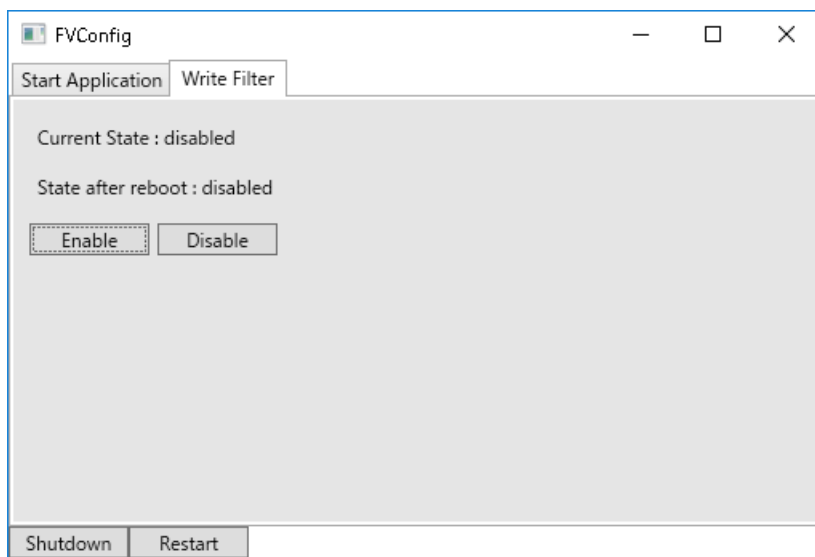 FVConfig
Start Application Write Filter
Current State : disabled
State after reboot : disabled
Enable Disable
Shutdown Restart